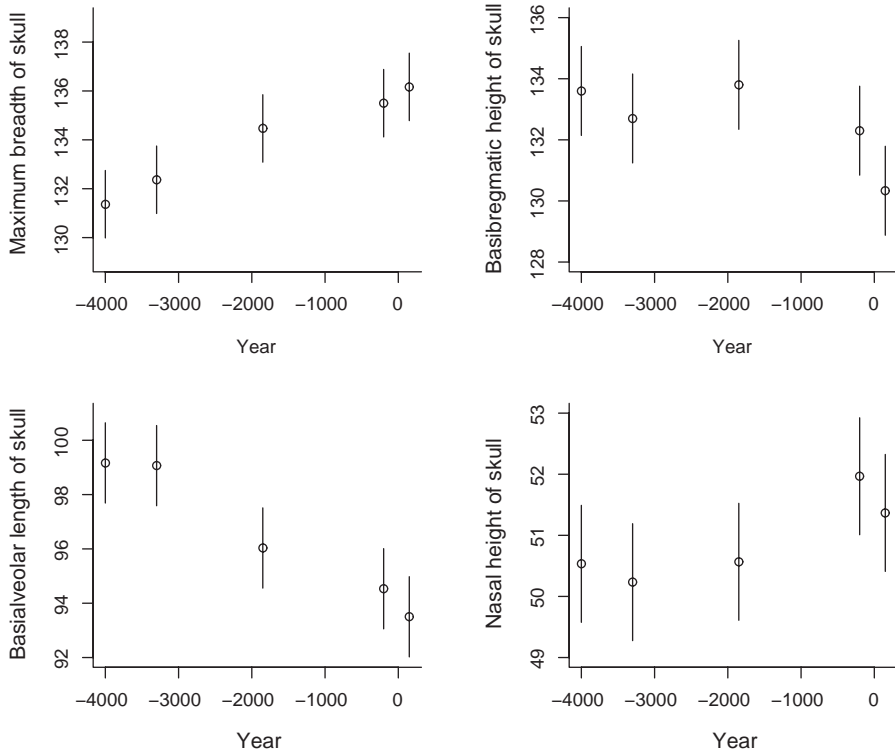 Maximum breadth of skull
130 132 134 136 138
−4000 −3000 −2000 −1000 0
Year
Basibregmatic height of skull
128 130 132 134 136
−4000 −3000 −2000 −1000 0
Year
Basialveolar length of skull
92 94 96 98 100
−4000 −3000 −2000 −1000 0
Year
Nasal height of skull
49 50 51 52 53
−4000 −3000 −2000 −1000 0
Year